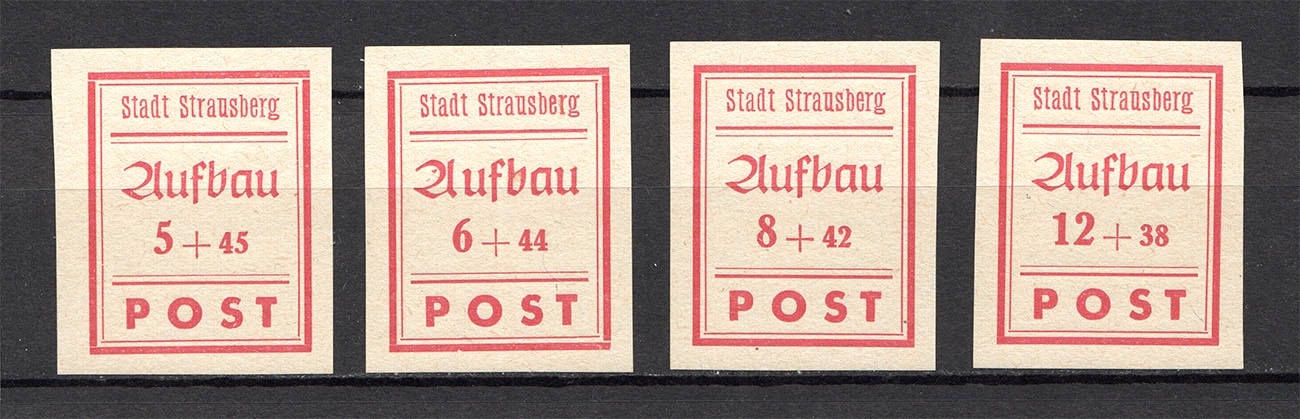 Stadt Strausberg
Aufbau
5 + 45
POST
Stadt Strausberg
Aufbau
6 + 44
POST
Stadt Strausberg
Aufbau
8 + 42
POST
Stadt Strausberg
Aufbau
12 + 38
POST